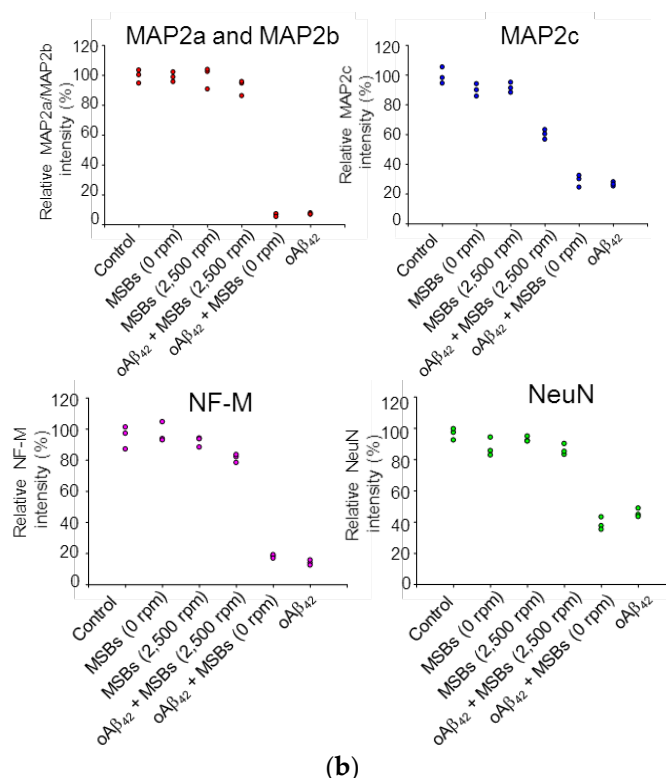 MAP2a and MAP2b
Relative MAP2a/MAP2b
intensity (%)
120
100
80
60
40
20
0
Control
MSBs (0 rpm)
MSBs (2,500 rpm)
oAβ42 + MSBs (2,500 rpm)
oAβ42 + MSBs (0 rpm)
oAβ42
MAP2c
Relative MAP2c
intensity (%)
120
100
80
60
40
20
0
Control
MSBs (0 rpm)
MSBs (2,500 rpm)
oAβ42 + MSBs (2,500 rpm)
oAβ42 + MSBs (0 rpm)
oAβ42
NF-M
Relative NF-M
intensity (%)
120
100
80
60
40
20
0
Control
MSBs (0 rpm)
MSBs (2,500 rpm)
oAβ42 + MSBs (2,500 rpm)
oAβ42 + MSBs (0 rpm)
oAβ42
NeuN
Relative NeuN
intensity (%)
120
100
80
60
40
20
0
Control
MSBs (0 rpm)
MSBs (2,500 rpm)
oAβ42 + MSBs (2,500 rpm)
oAβ42 + MSBs (0 rpm)
oAβ42
(b)